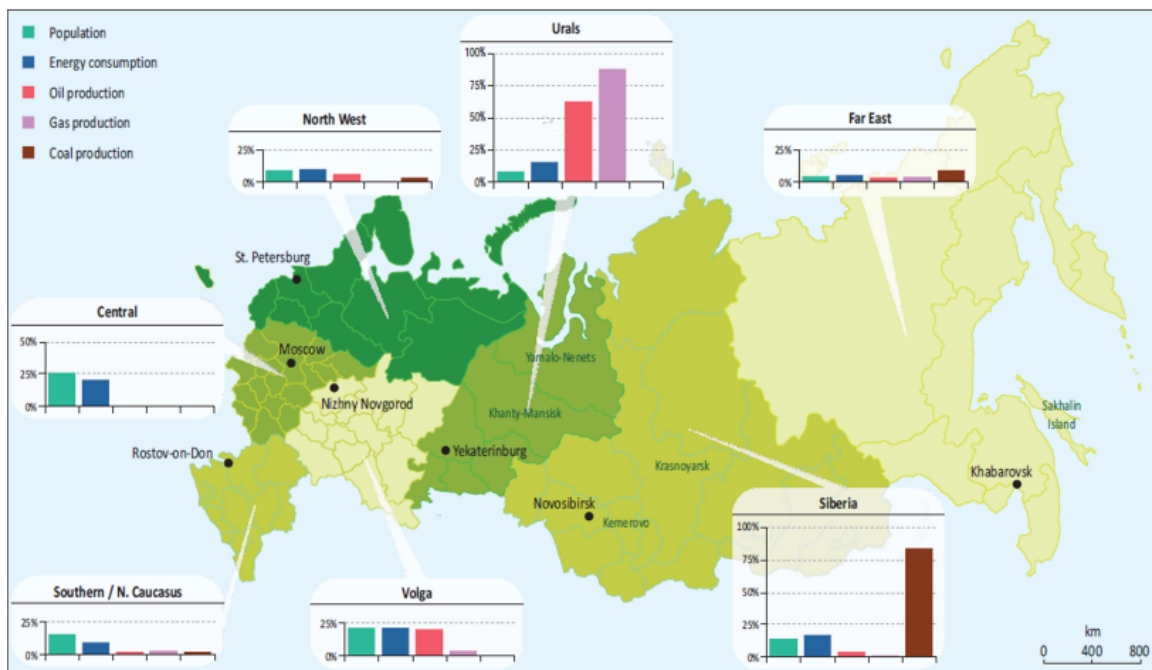 Population
Energy consumption
Oil production
Gas production
Coal production
Urals
100%
75%
50%
25%
0%
North West
25%
0%
Far East
25%
0%
St. Petersburg
Central
50%
25%
0%
Moscow
Nizhny Novgorod
Yamalo-Nenets
Khanty-Mansisk
Rostov-on-Don
Yekaterinburg
Krasnoyarsk
Sakhalin
Island
Khabarovsk
Novosibirsk
Kemerovo
Siberia
100%
75%
50%
25%
0%
Southern / N. Caucasus
25%
0%
Volga
25%
0%
km
0 400 800